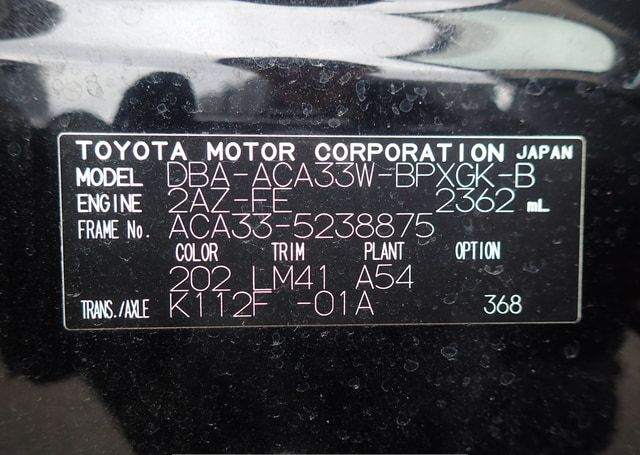 TOYOTA MOTOR CORPORATION JAPAN
MODEL DBA-ACA33W-BPXGK-B
ENGINE 2AZ-FE 2362 mL
FRAME No. ACA33-5238875
COLOR TRIM PLANT OPTION
202 LM41 A54
TRANS./AXLE K112F -01A 368